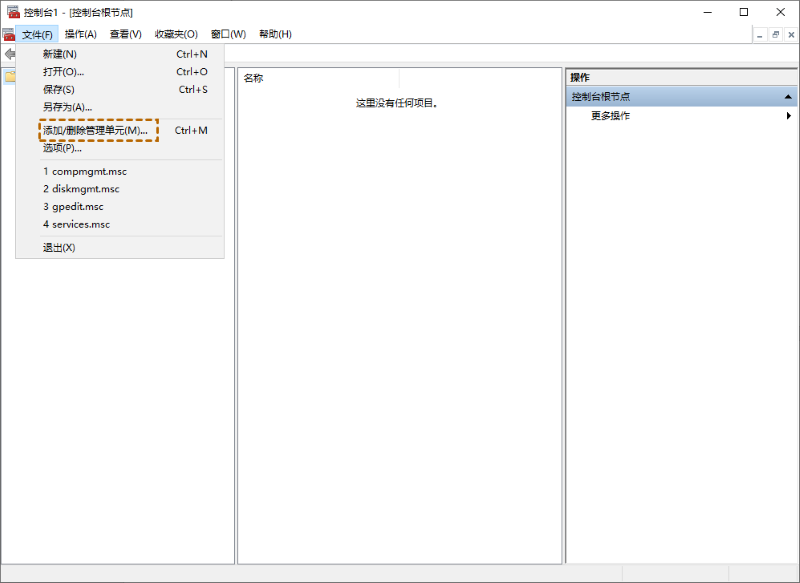 控制台1 - [控制台根节点]
文件(F) 操作(A) 查看(V) 收藏夹(O) 窗口(W) 帮助(H)
新建(N) Ctrl+N
打开(O)... Ctrl+O
保存(S) Ctrl+S
另存为(A)...
添加/删除管理单元(M)... Ctrl+M
选项(P)...
1 compmgmt.msc
2 diskmgmt.msc
3 gpedit.msc
4 services.msc
退出(X)
名称
这里没有任何项目。
操作
控制台根节点
更多操作